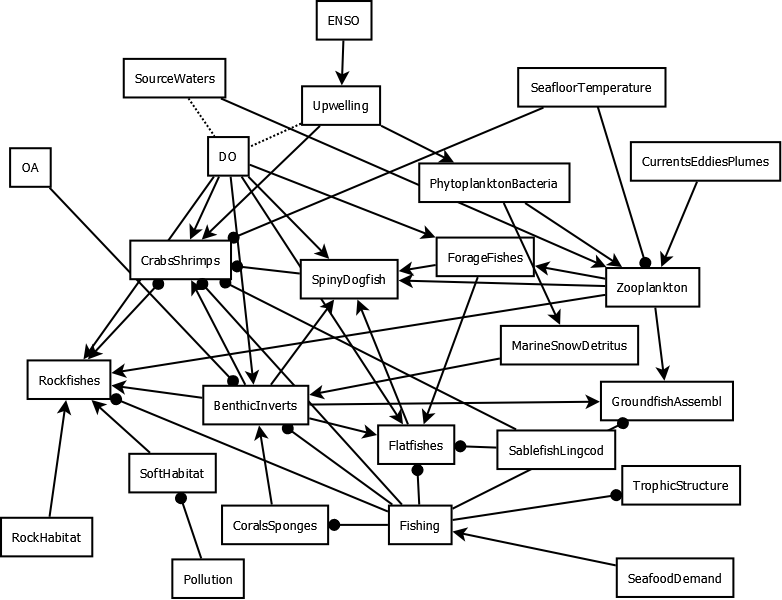 ENSO
SourceWaters
SeafloorTemperature
Upwelling
DO
CurrentsEddiesPlumes
OA
PhytoplanktonBacteria
CrabsShrimps
ForageFishes
SpinyDogfish
Zooplankton
MarineSnowDetritus
Rockfishes
BenthicInverts
GroundfishAssembl
Flatfishes
SablefishLingcod
SoftHabitat
TrophicStructure
CoralsSponges
Fishing
RockHabitat
Pollution
SeafoodDemand